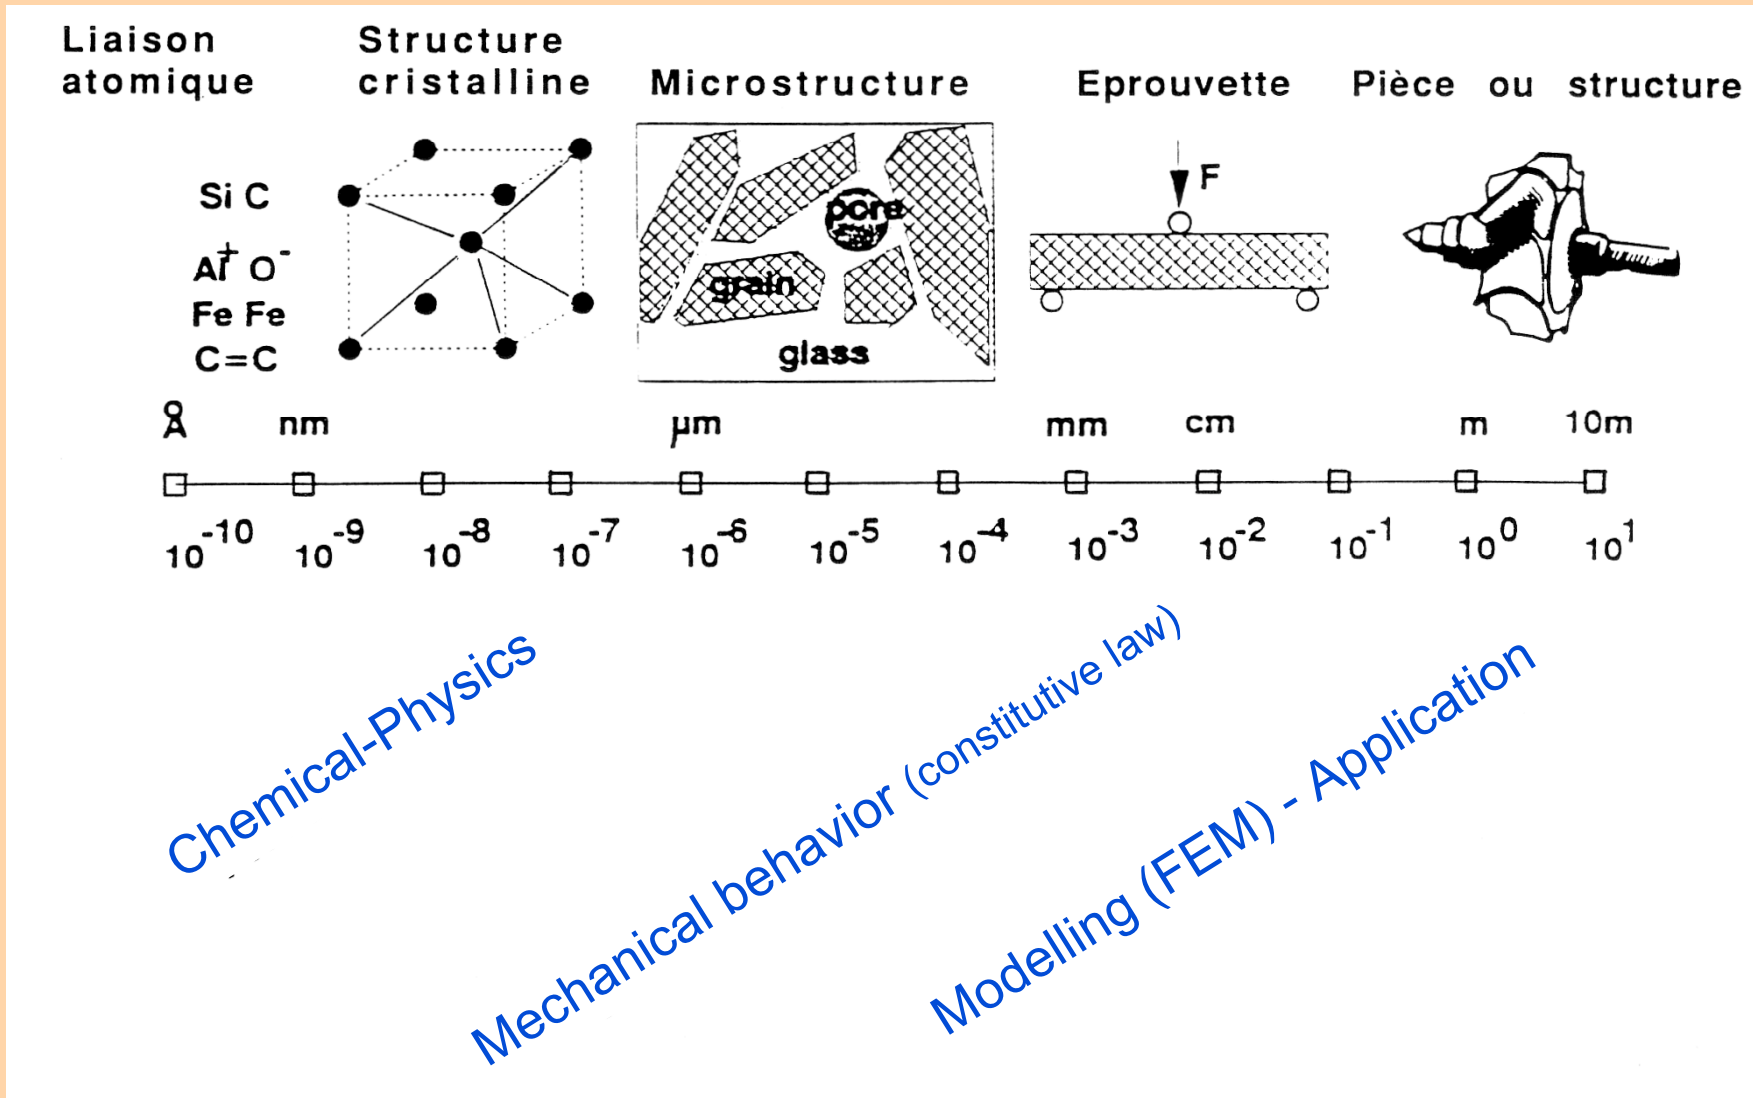 Liaison
atomique
Structure
cristalline
Microstructure
Eprouvette
Pièce ou structure
Si C
Al+ O-
Fe Fe
C=C
pore
grain
glass
F
Å nm µm mm cm m 10m
10-10 10-9 10-8 10-7 10-6 10-5 10-4 10-3 10-2 10-1 100 101
Chemical-Physics
Mechanical behavior (constitutive law)
Modelling (FEM) - Application